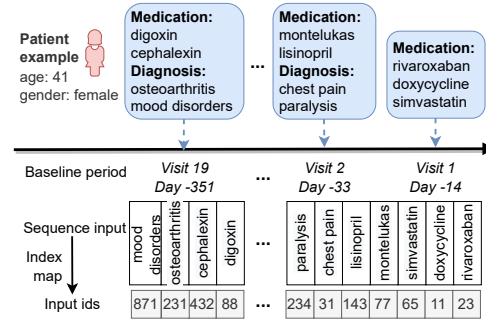 Patient
example
age: 41
gender: female
Medication:
digoxin
cephalexin
Diagnosis:
osteoarthritis
mood disorders
...
Medication:
montelukas
lisinopril
Diagnosis:
chest pain
paralysis
Medication:
rivaroxaban
doxycycline
simvastatin
Baseline period
Visit 19
Day -351
...
Visit 2
Day -33
Visit 1
Day -14
Sequence input
mood
disorders
osteoarthritis
cephalexin
digoxin
...
paralysis
chest pain
lisinopril
montelukas
simvastatin
doxycycline
rivaroxaban
Index
map
Input ids
871 231 432 88 ... 234 31 143 77 65 11 23